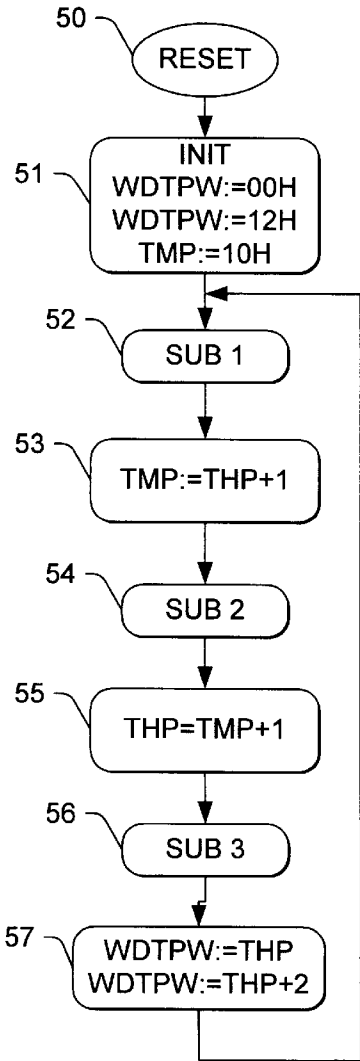 50
RESET
51
INIT
WDTPW:=00H
WDTPW:=12H
TMP:=10H
52
SUB 1
53
TMP:=THP+1
54
SUB 2
55
THP=TMP+1
56
SUB 3
57
WDTPW:=THP
WDTPW:=THP+2